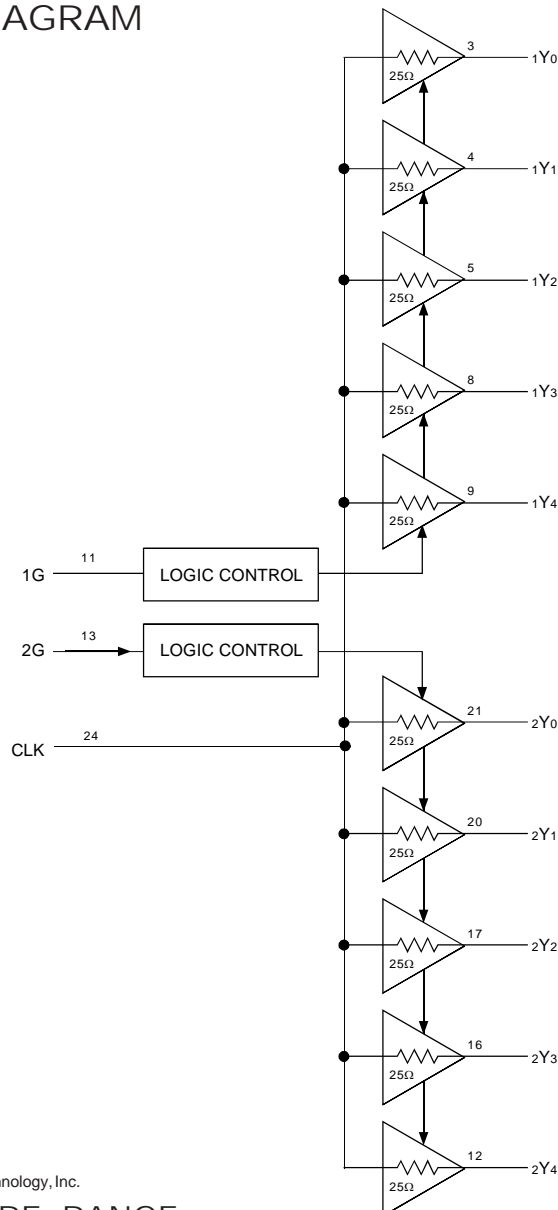 AGRAM
3
1Y0
25Ω
4
1Y1
25Ω
5
1Y2
25Ω
8
1Y3
25Ω
9
1Y4
25Ω
11
1G
LOGIC CONTROL
13
2G
LOGIC CONTROL
21
2Y0
25Ω
24
CLK
20
2Y1
25Ω
17
2Y2
25Ω
16
2Y3
25Ω
12
2Y4
25Ω
nology, Inc.